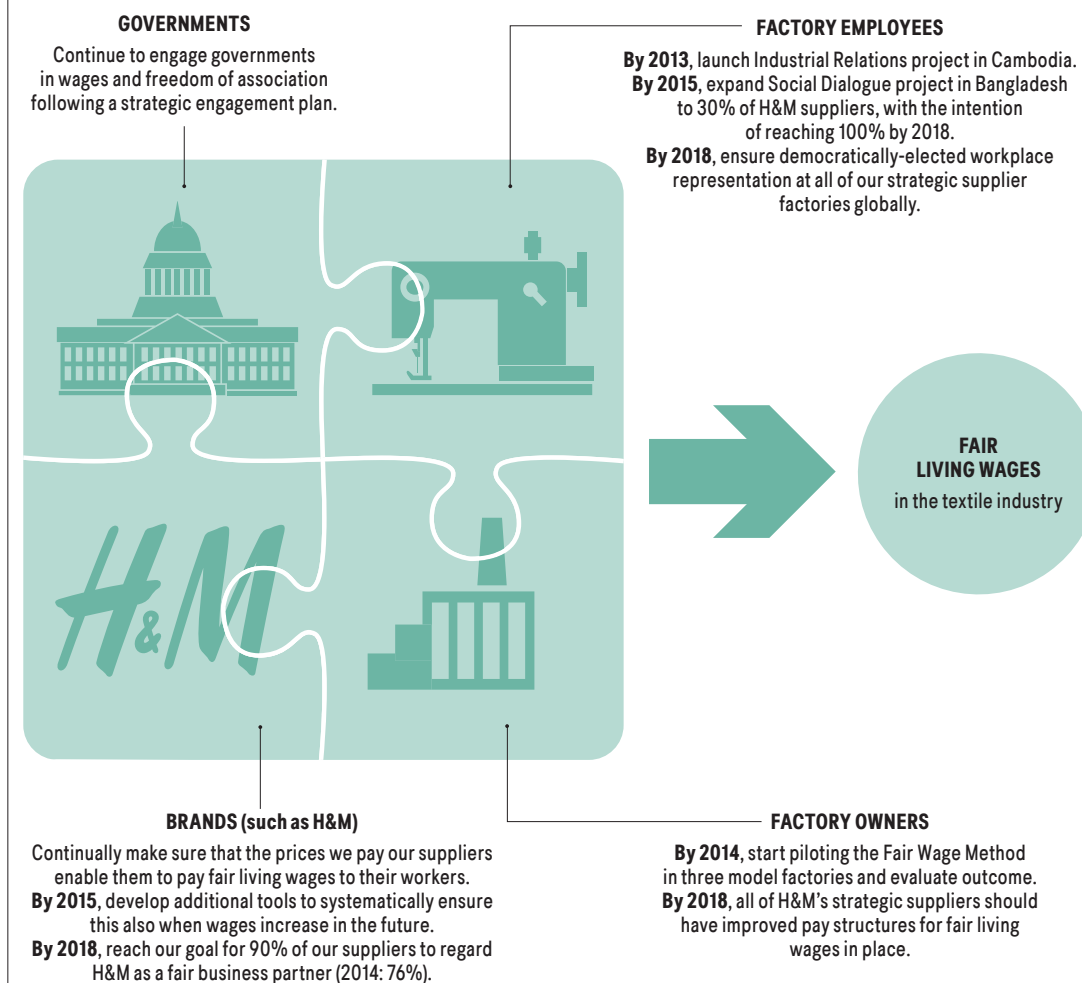 GOVERNMENTS
Continue to engage governments
in wages and freedom of association
following a strategic engagement plan.
FACTORY EMPLOYEES
By 2013, launch Industrial Relations project in Cambodia.
By 2015, expand Social Dialogue project in Bangladesh
to 30% of H&M suppliers, with the intention
of reaching 100% by 2018.
By 2018, ensure democratically-elected workplace
representation at all of our strategic supplier
factories globally.
FAIR
LIVING WAGES
in the textile industry
H&M
BRANDS (such as H&M)
Continually make sure that the prices we pay our suppliers
enable them to pay fair living wages to their workers.
By 2015, develop additional tools to systematically ensure
this also when wages increase in the future.
By 2018, reach our goal for 90% of our suppliers to regard
H&M as a fair business partner (2014: 76%).
FACTORY OWNERS
By 2014, start piloting the Fair Wage Method
in three model factories and evaluate outcome.
By 2018, all of H&M's strategic suppliers should
have improved pay structures for fair living
wages in place.